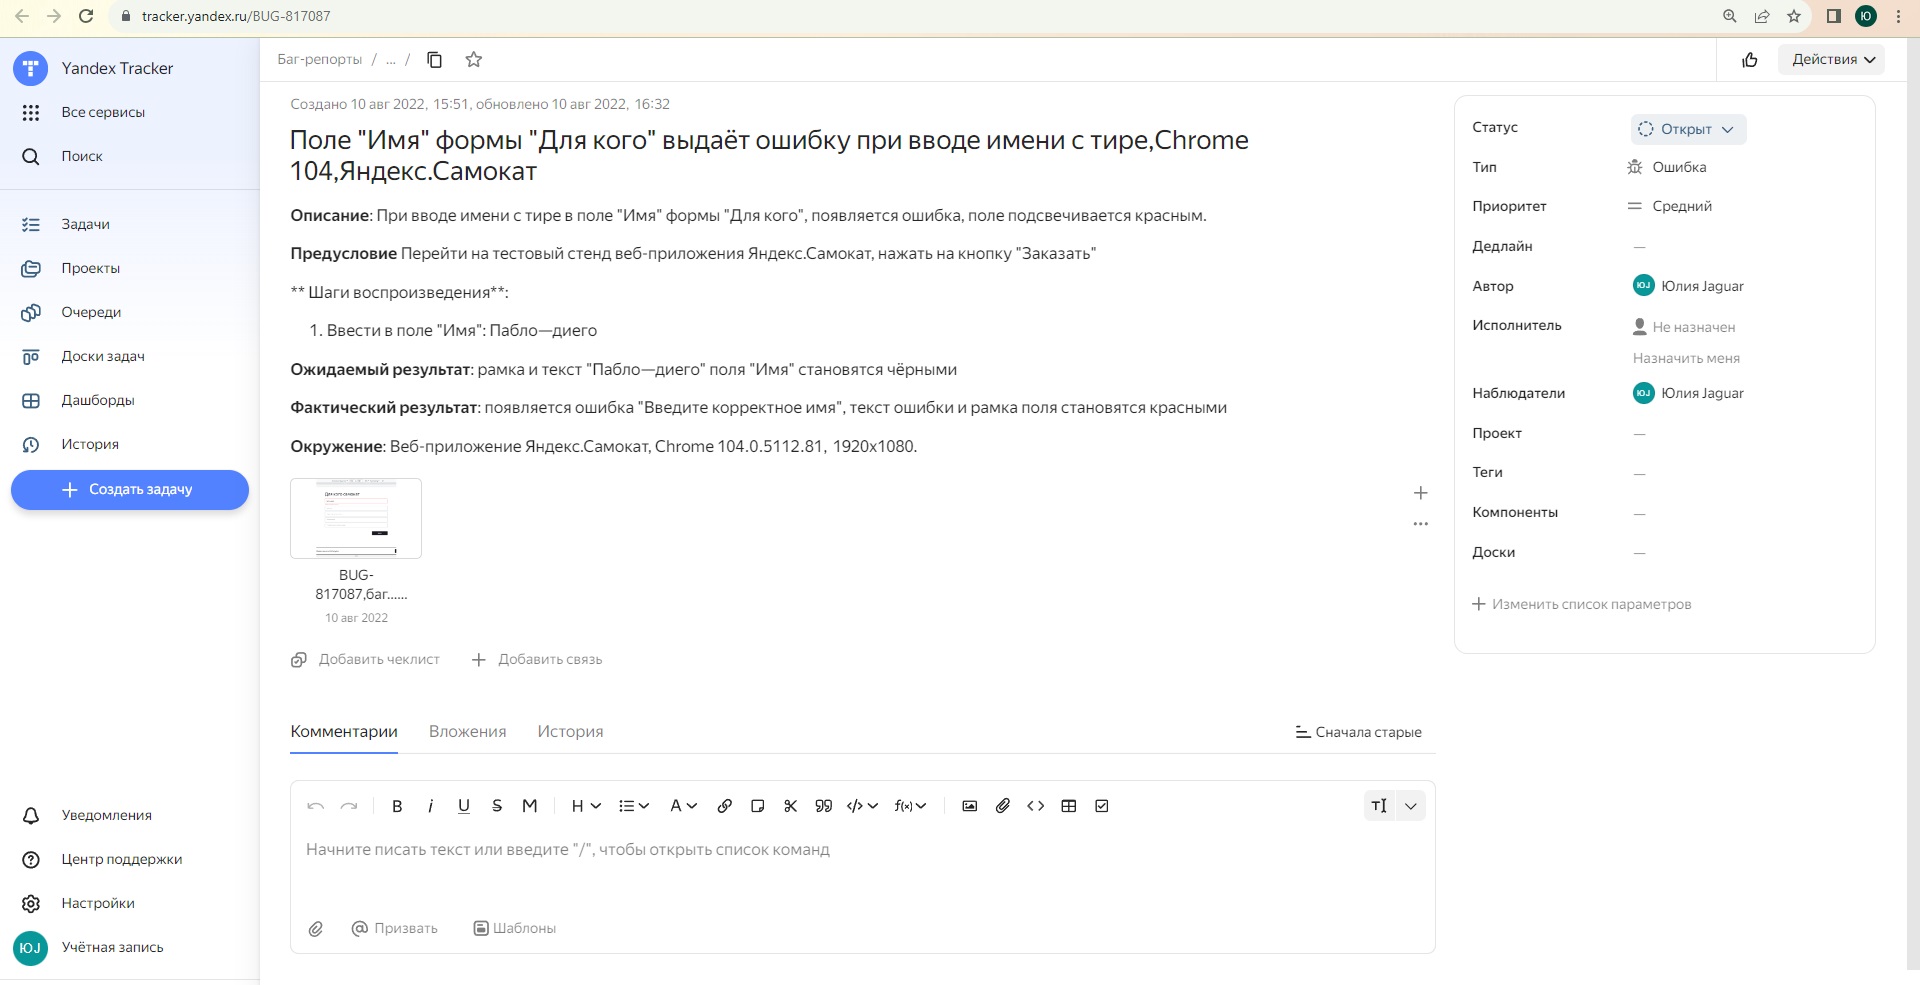 tracker.yandex.ru/BUG-817087
Ю
Yandex Tracker
Все сервисы
Поиск
Задачи
Проекты
Очереди
Доски задач
Дашборды
История
Создать задачу
Уведомления
Центр поддержки
Настройки
ЮJ Учётная запись
Баг-репорты / ... /
Действия
Создано 10 авг 2022, 15:51, обновлено 10 авг 2022, 16:32
Поле "Имя" формы "Для кого" выдаёт ошибку при вводе имени с тире,Chrome
104,Яндекс.Самокат
Описание: При вводе имени с тире в поле "Имя" формы "Для кого", появляется ошибка, поле подсвечивается красным.
Предусловие Перейти на тестовый стенд веб-приложения Яндекс.Самокат, нажать на кнопку "Заказать"
** Шаги воспроизведения**:
1. Ввести в поле "Имя": Пабло—диего
Ожидаемый результат: рамка и текст "Пабло—диего" поля "Имя" становятся чёрными
Фактический результат: появляется ошибка "Введите корректное имя", текст ошибки и рамка поля становятся красными
Окружение: Веб-приложение Яндекс.Самокат, Chrome 104.0.5112.81, 1920x1080.
Для кого самокат
BUG-
817087,баг......
10 авг 2022
Добавить чеклист
Добавить связь
Комментарии
Вложения
История
Сначала старые
B i U S M H A f(x) TI
Начните писать текст или введите "/", чтобы открыть список команд
Призвать
Шаблоны
Статус Открыт
Тип Ошибка
Приоритет Средний
Дедлайн —
Автор ЮJ Юлия Jaguar
Исполнитель Не назначен
Назначить меня
Наблюдатели ЮJ Юлия Jaguar
Проект —
Теги —
Компоненты —
Доски —
Изменить список параметров